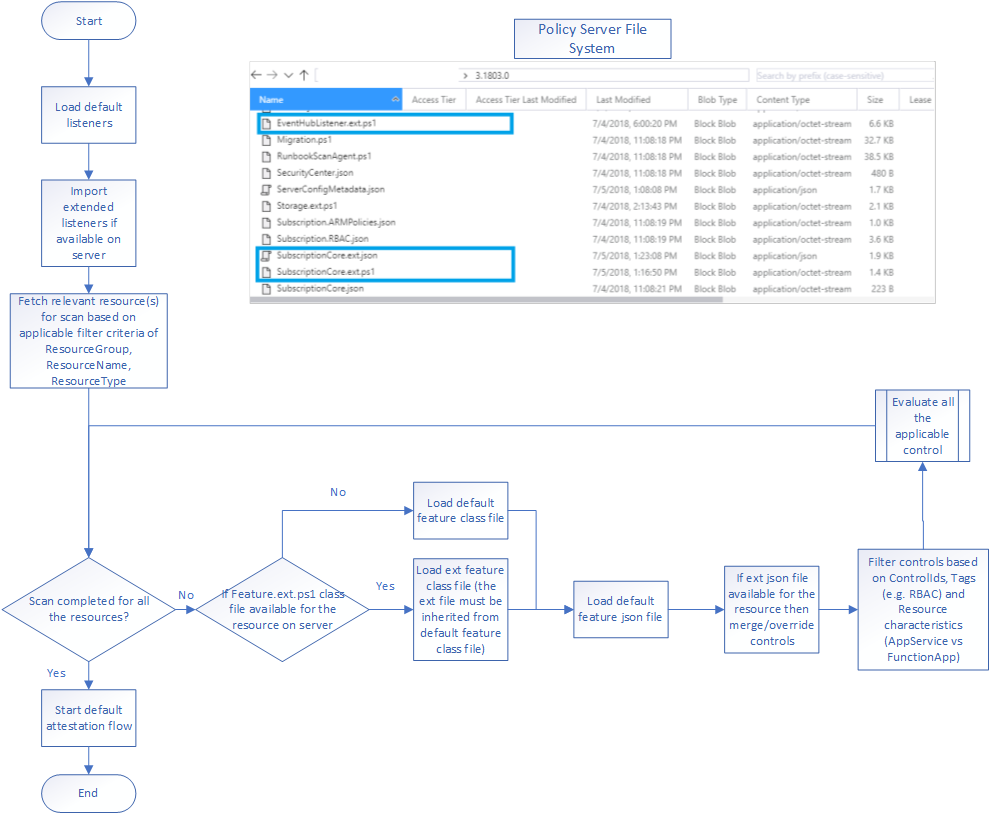 Start
Load default
listeners
Import
extended
listeners if
available on
server
Fetch relevant resource(s)
for scan based on
applicable filter criteria of
ResourceGroup,
ResourceName,
ResourceType
Policy Server File
System
3.1803.0
Search by prefix (case-sensitive)
Name Access Tier Access Tier Last Modified Last Modified Blob Type Content Type Size Lease
EventHubListener.ext.ps1 7/4/2018, 6:00:20 PM Block Blob application/octet-stream 6.6 KB
Migration.ps1 7/4/2018, 11:08:18 PM Block Blob application/octet-stream 32.7 KB
RunbookScanAgent.ps1 7/4/2018, 11:08:18 PM Block Blob application/octet-stream 38.5 KB
SecurityCenter.json 7/4/2018, 11:08:18 PM Block Blob application/octet-stream 480 B
ServerConfigMetadata.json 7/5/2018, 1:08:08 PM Block Blob application/json 1.7 KB
Storage.ext.ps1 7/4/2018, 2:13:43 PM Block Blob application/octet-stream 2.1 KB
Subscription.ARMPolicies.json 7/4/2018, 11:08:19 PM Block Blob application/octet-stream 1.0 KB
Subscription.RBAC.json 7/4/2018, 11:08:19 PM Block Blob application/octet-stream 3.6 KB
SubscriptionCore.ext.json 7/5/2018, 1:23:08 PM Block Blob application/json 1.9 KB
SubscriptionCore.ext.ps1 7/5/2018, 1:16:50 PM Block Blob application/octet-stream 1.4 KB
SubscriptionCore.json 7/4/2018, 11:08:21 PM Block Blob application/octet-stream 223 B
Evaluate all
the
applicable
control
Scan completed for all
the resources?
No
Yes
If Feature.ext.ps1 class
file available for the
resource on server
No
Yes
Load default
feature class file
Load ext feature
class file (the
ext file must be
inherited from
default feature
class file)
Load default
feature json file
If ext json file
available for the
resource then
merge/override
controls
Filter controls based
on ControlIds, Tags
(e.g. RBAC) and
Resource
characteristics
(AppService vs
FunctionApp)
Start default
attestation flow
End